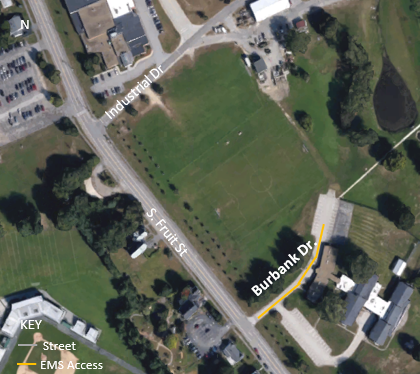 N
Industrial Dr
S. Fruit St
Burbank Dr.
KEY
Street
EMS Access